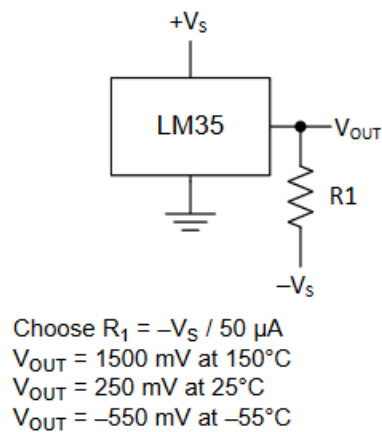 +VS
LM35
VOUT
R1
–VS
Choose R1 = –VS / 50 µA
VOUT = 1500 mV at 150°C
VOUT = 250 mV at 25°C
VOUT = –550 mV at –55°C